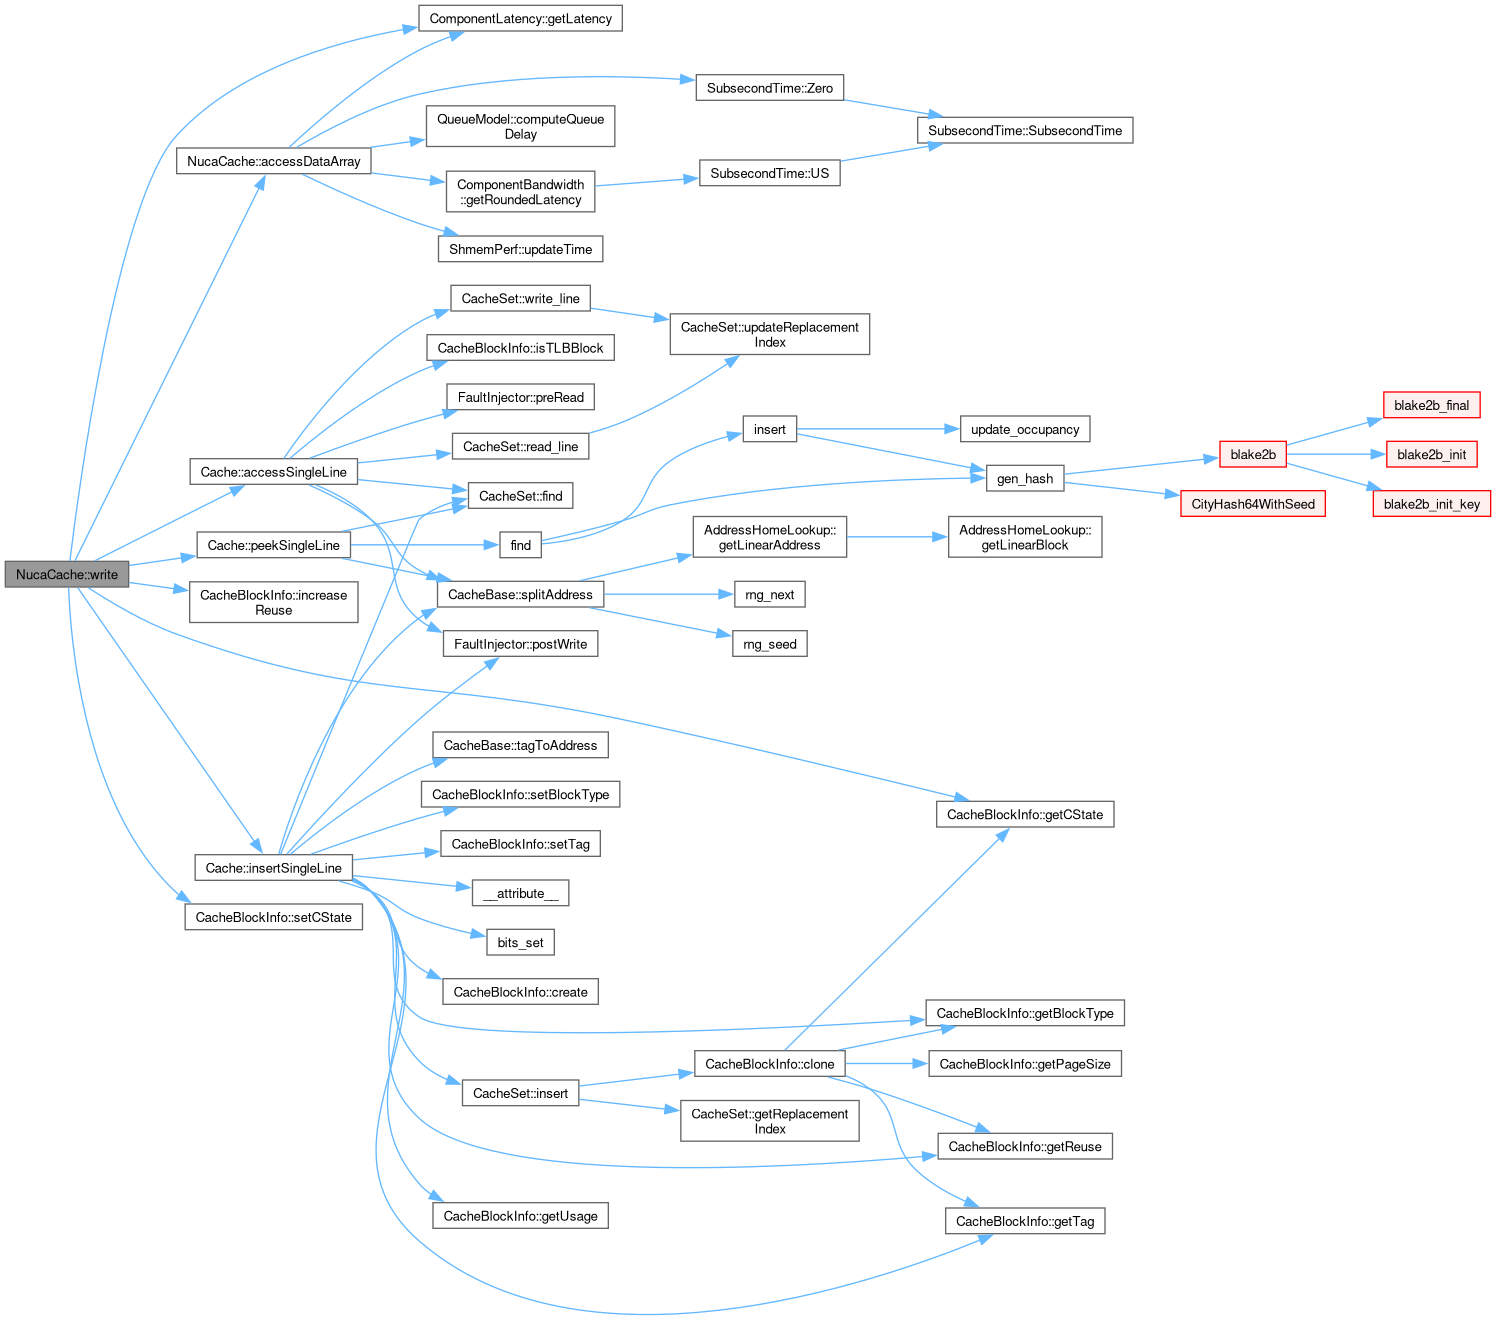 ComponentLatency::getLatency
SubsecondTime::Zero
QueueModel::computeQueue
Delay
SubsecondTime::SubsecondTime
NucaCache::accessDataArray
SubsecondTime::US
ComponentBandwidth
::getRoundedLatency
ShmemPerf::updateTime
CacheSet::write_line
CacheSet::updateReplacement
Index
CacheBlockInfo::isTLBBlock
FaultInjector::preRead
blake2b_final
insert
update_occupancy
CacheSet::read_line
blake2b
blake2b_init
Cache::accessSingleLine
gen_hash
CacheSet::find
CityHash64WithSeed
blake2b_init_key
AddressHomeLookup::
getLinearAddress
AddressHomeLookup::
getLinearBlock
Cache::peekSingleLine
find
NucaCache::write
CacheBlockInfo::increase
Reuse
CacheBase::splitAddress
rng_next
FaultInjector::postWrite
rng_seed
CacheBase::tagToAddress
CacheBlockInfo::setBlockType
CacheBlockInfo::getCState
CacheBlockInfo::setTag
Cache::insertSingleLine
__attribute__
CacheBlockInfo::setCState
bits_set
CacheBlockInfo::create
CacheBlockInfo::getBlockType
CacheBlockInfo::clone
CacheBlockInfo::getPageSize
CacheSet::insert
CacheSet::getReplacement
Index
CacheBlockInfo::getReuse
CacheBlockInfo::getUsage
CacheBlockInfo::getTag